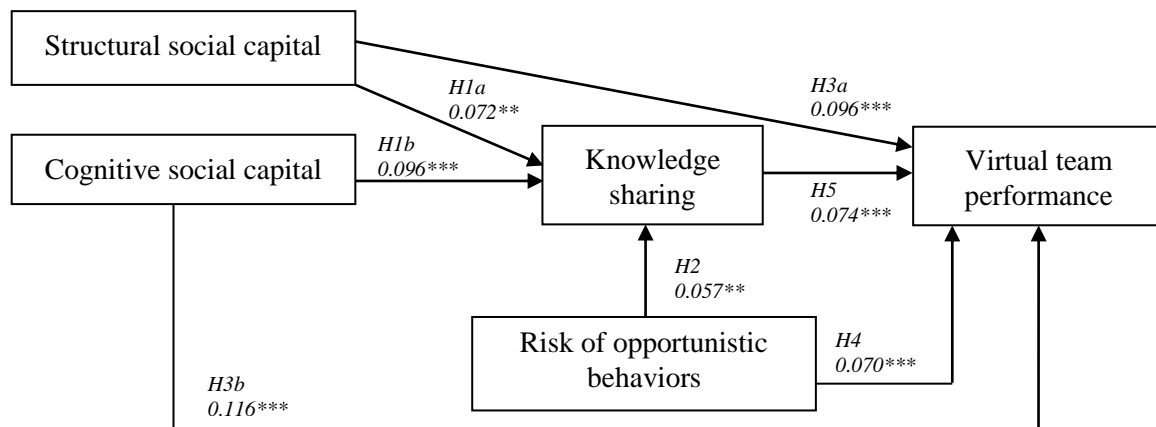 Structural social capital
H1a
0.072**
H3a
0.096***
Cognitive social capital
H1b
0.096***
Knowledge
sharing
H5
0.074***
Virtual team
performance
H2
0.057**
Risk of opportunistic
behaviors
H4
0.070***
H3b
0.116***